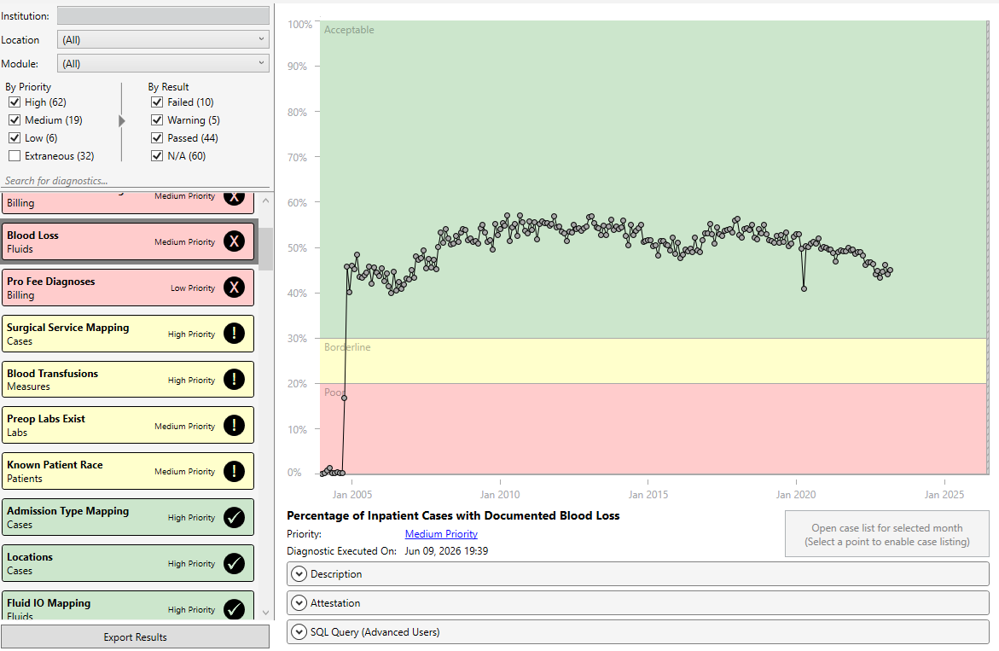 Institution:
Location
(All)
Module:
(All)
By Priority
High (62)
Medium (19)
Low (6)
Extraneous (32)
By Result
Failed (10)
Warning (5)
Passed (44)
N/A (60)
Search for diagnostics...
Billing
Medium Priority
X
Blood Loss
Fluids
Medium Priority
X
Pro Fee Diagnoses
Billing
Low Priority
X
Surgical Service Mapping
Cases
High Priority
!
Blood Transfusions
Measures
High Priority
!
Preop Labs Exist
Labs
Medium Priority
!
Known Patient Race
Patients
Medium Priority
!
Admission Type Mapping
Cases
High Priority
Locations
Cases
High Priority
Fluid IO Mapping
Fluids
High Priority
Export Results
100%
90%
80%
70%
60%
50%
40%
30%
20%
10%
0%
Acceptable
Borderline
Poor
Jan 2005
Jan 2010
Jan 2015
Jan 2020
Jan 2025
Percentage of Inpatient Cases with Documented Blood Loss
Priority:
Medium Priority
Diagnostic Executed On:
Jun 09, 2026 19:39
Open case list for selected month
(Select a point to enable case listing)
Description
Attestation
SQL Query (Advanced Users)